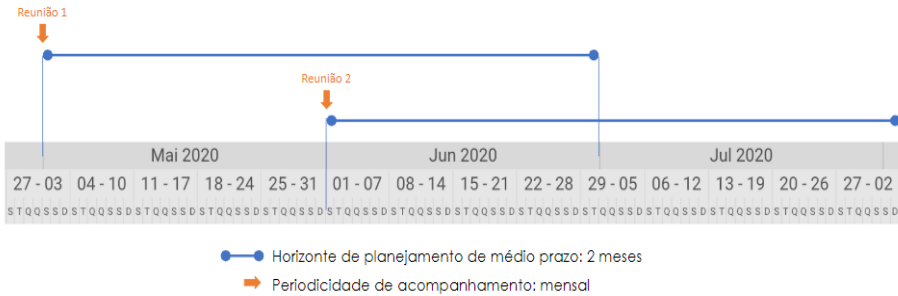 Reunião 1
Reunião 2
Mai 2020 Jun 2020 Jul 2020
27 - 03 04 - 10 11 - 17 18 - 24 25 - 31 01 - 07 08 - 14 15 - 21 22 - 28 29 - 05 06 - 12 13 - 19 20 - 26 27 - 02
S T Q Q S S D S T Q Q S S D S T Q Q S S D S T Q Q S S D S T Q Q S S D S T Q Q S S D S T Q Q S S D S T Q Q S S D S T Q Q S S D S T Q Q S S D S T Q Q S S D S T Q Q S S D S T Q Q S S D S T Q Q S S D
Horizonte de planejamento de médio prazo: 2 meses
Periodicidade de acompanhamento: mensal